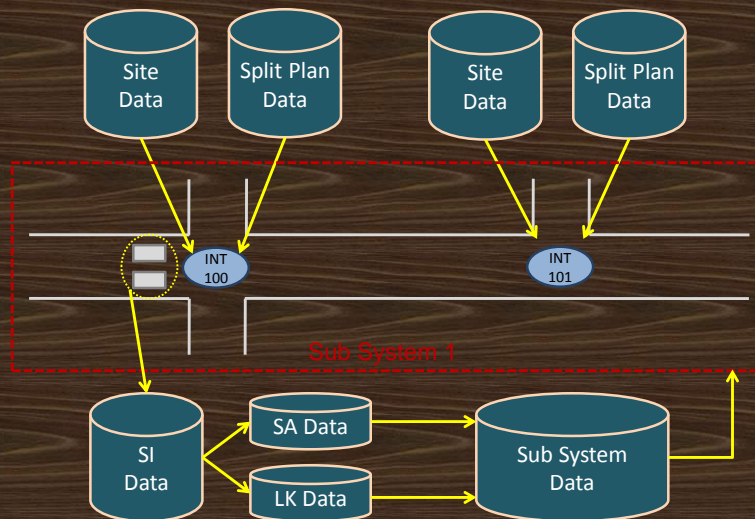 Site
Data
Split Plan
Data
Site
Data
Split Plan
Data
INT
100
INT
101
Sub System 1
SI
Data
SA Data
LK Data
Sub System
Data